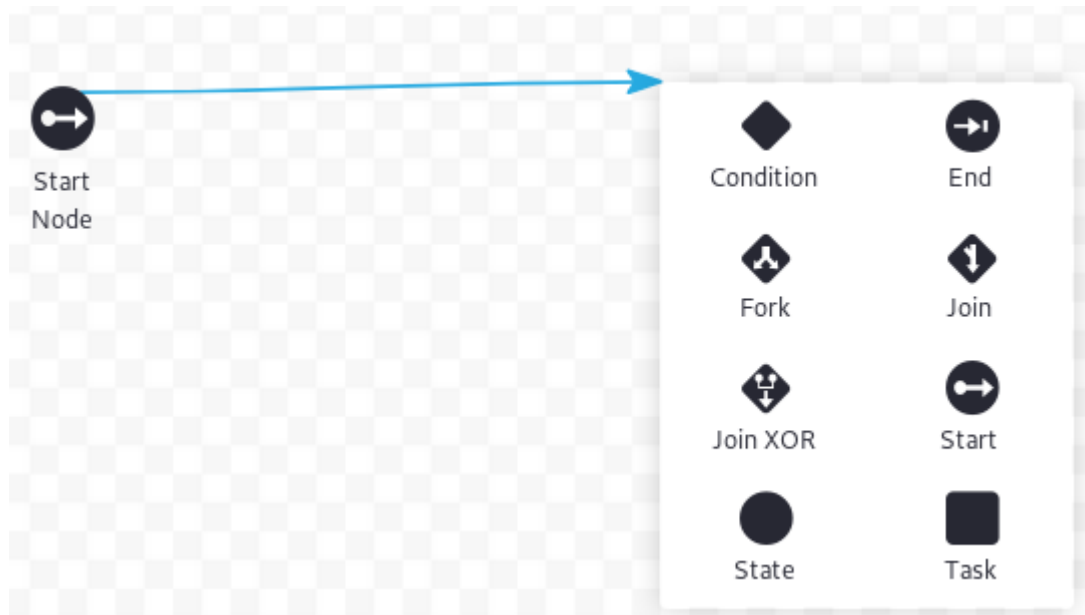 Start
Node
Condition
End
Fork
Join
Join XOR
Start
State
Task